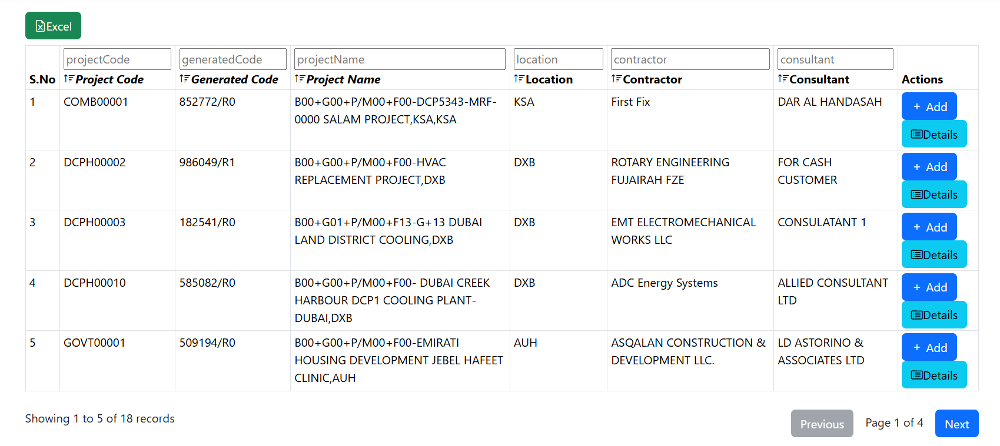 Excel
projectCode generatedCode projectName location contractor consultant
S.No Project Code Generated Code Project Name Location Contractor Consultant Actions
1 COMB00001 852772/R0 B00+G00+P/M00+F00-DCP5343-MRF- KSA First Fix DAR AL HANDASAH + Add
0000 SALAM PROJECT,KSA,KSA
Details
2 DCPH00002 986049/R1 B00+G00+P/M00+F00-HVAC DXB ROTARY ENGINEERING FOR CASH + Add
REPLACEMENT PROJECT,DXB FUJAIRAH FZE CUSTOMER
Details
3 DCPH00003 182541/R0 B00+G01+P/M00+F13-G+13 DUBAI DXB EMT ELECTROMECHANICAL CONSULATANT 1 + Add
LAND DISTRICT COOLING,DXB WORKS LLC
Details
4 DCPH00010 585082/R0 B00+G00+P/M00+F00- DUBAI CREEK DXB ADC Energy Systems ALLIED CONSULTANT + Add
HARBOUR DCP1 COOLING PLANT- LTD
DUBAI,DXB Details
5 GOVT00001 509194/R0 B00+G00+P/M00+F00-EMIRATI AUH ASQALAN CONSTRUCTION & LD ASTORINO & + Add
HOUSING DEVELOPMENT JEBEL HAFEET DEVELOPMENT LLC. ASSOCIATES LTD
CLINIC,AUH Details
Showing 1 to 5 of 18 records Previous Page 1 of 4 Next